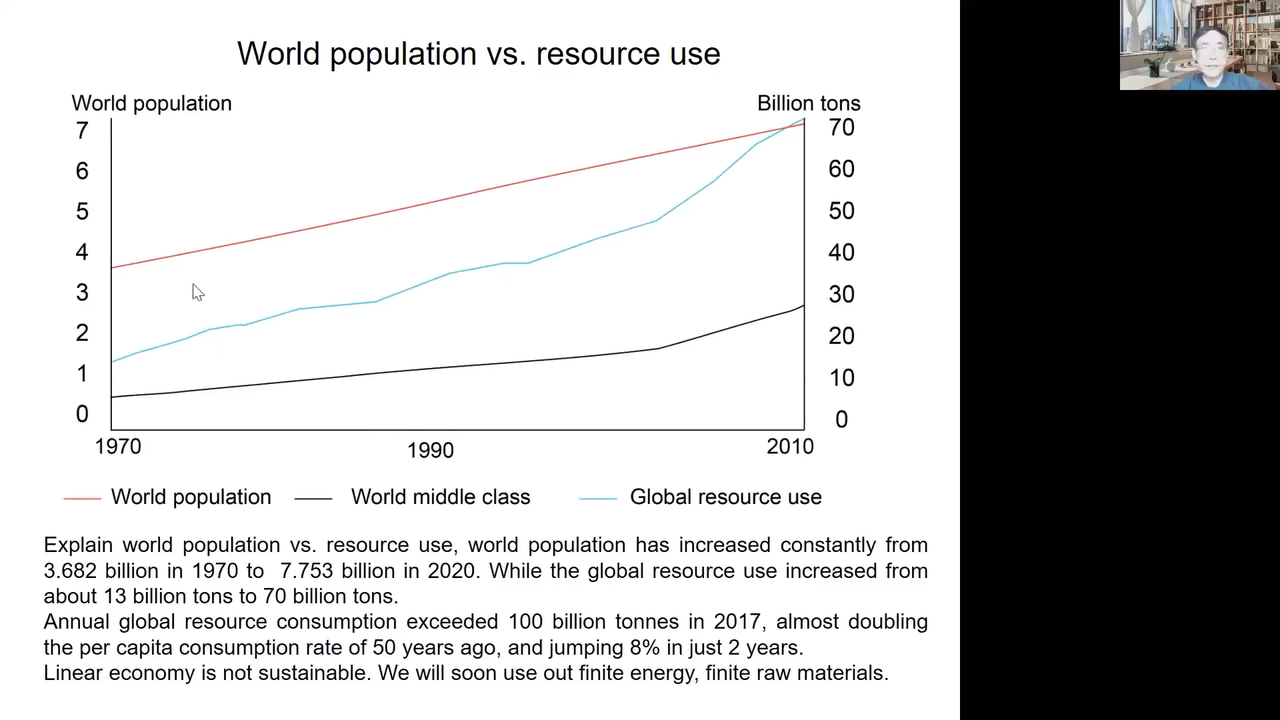 World population vs. resource use
World population
Billion tons
7
6
5
4
3
2
1
0
70
60
50
40
30
20
10
0
1970
1990
2010
World population
World middle class
Global resource use
Explain world population vs. resource use, world population has increased constantly from
3.682 billion in 1970 to 7.753 billion in 2020. While the global resource use increased from
about 13 billion tons to 70 billion tons.
Annual global resource consumption exceeded 100 billion tonnes in 2017, almost doubling
the per capita consumption rate of 50 years ago, and jumping 8% in just 2 years.
Linear economy is not sustainable. We will soon use out finite energy, finite raw materials.